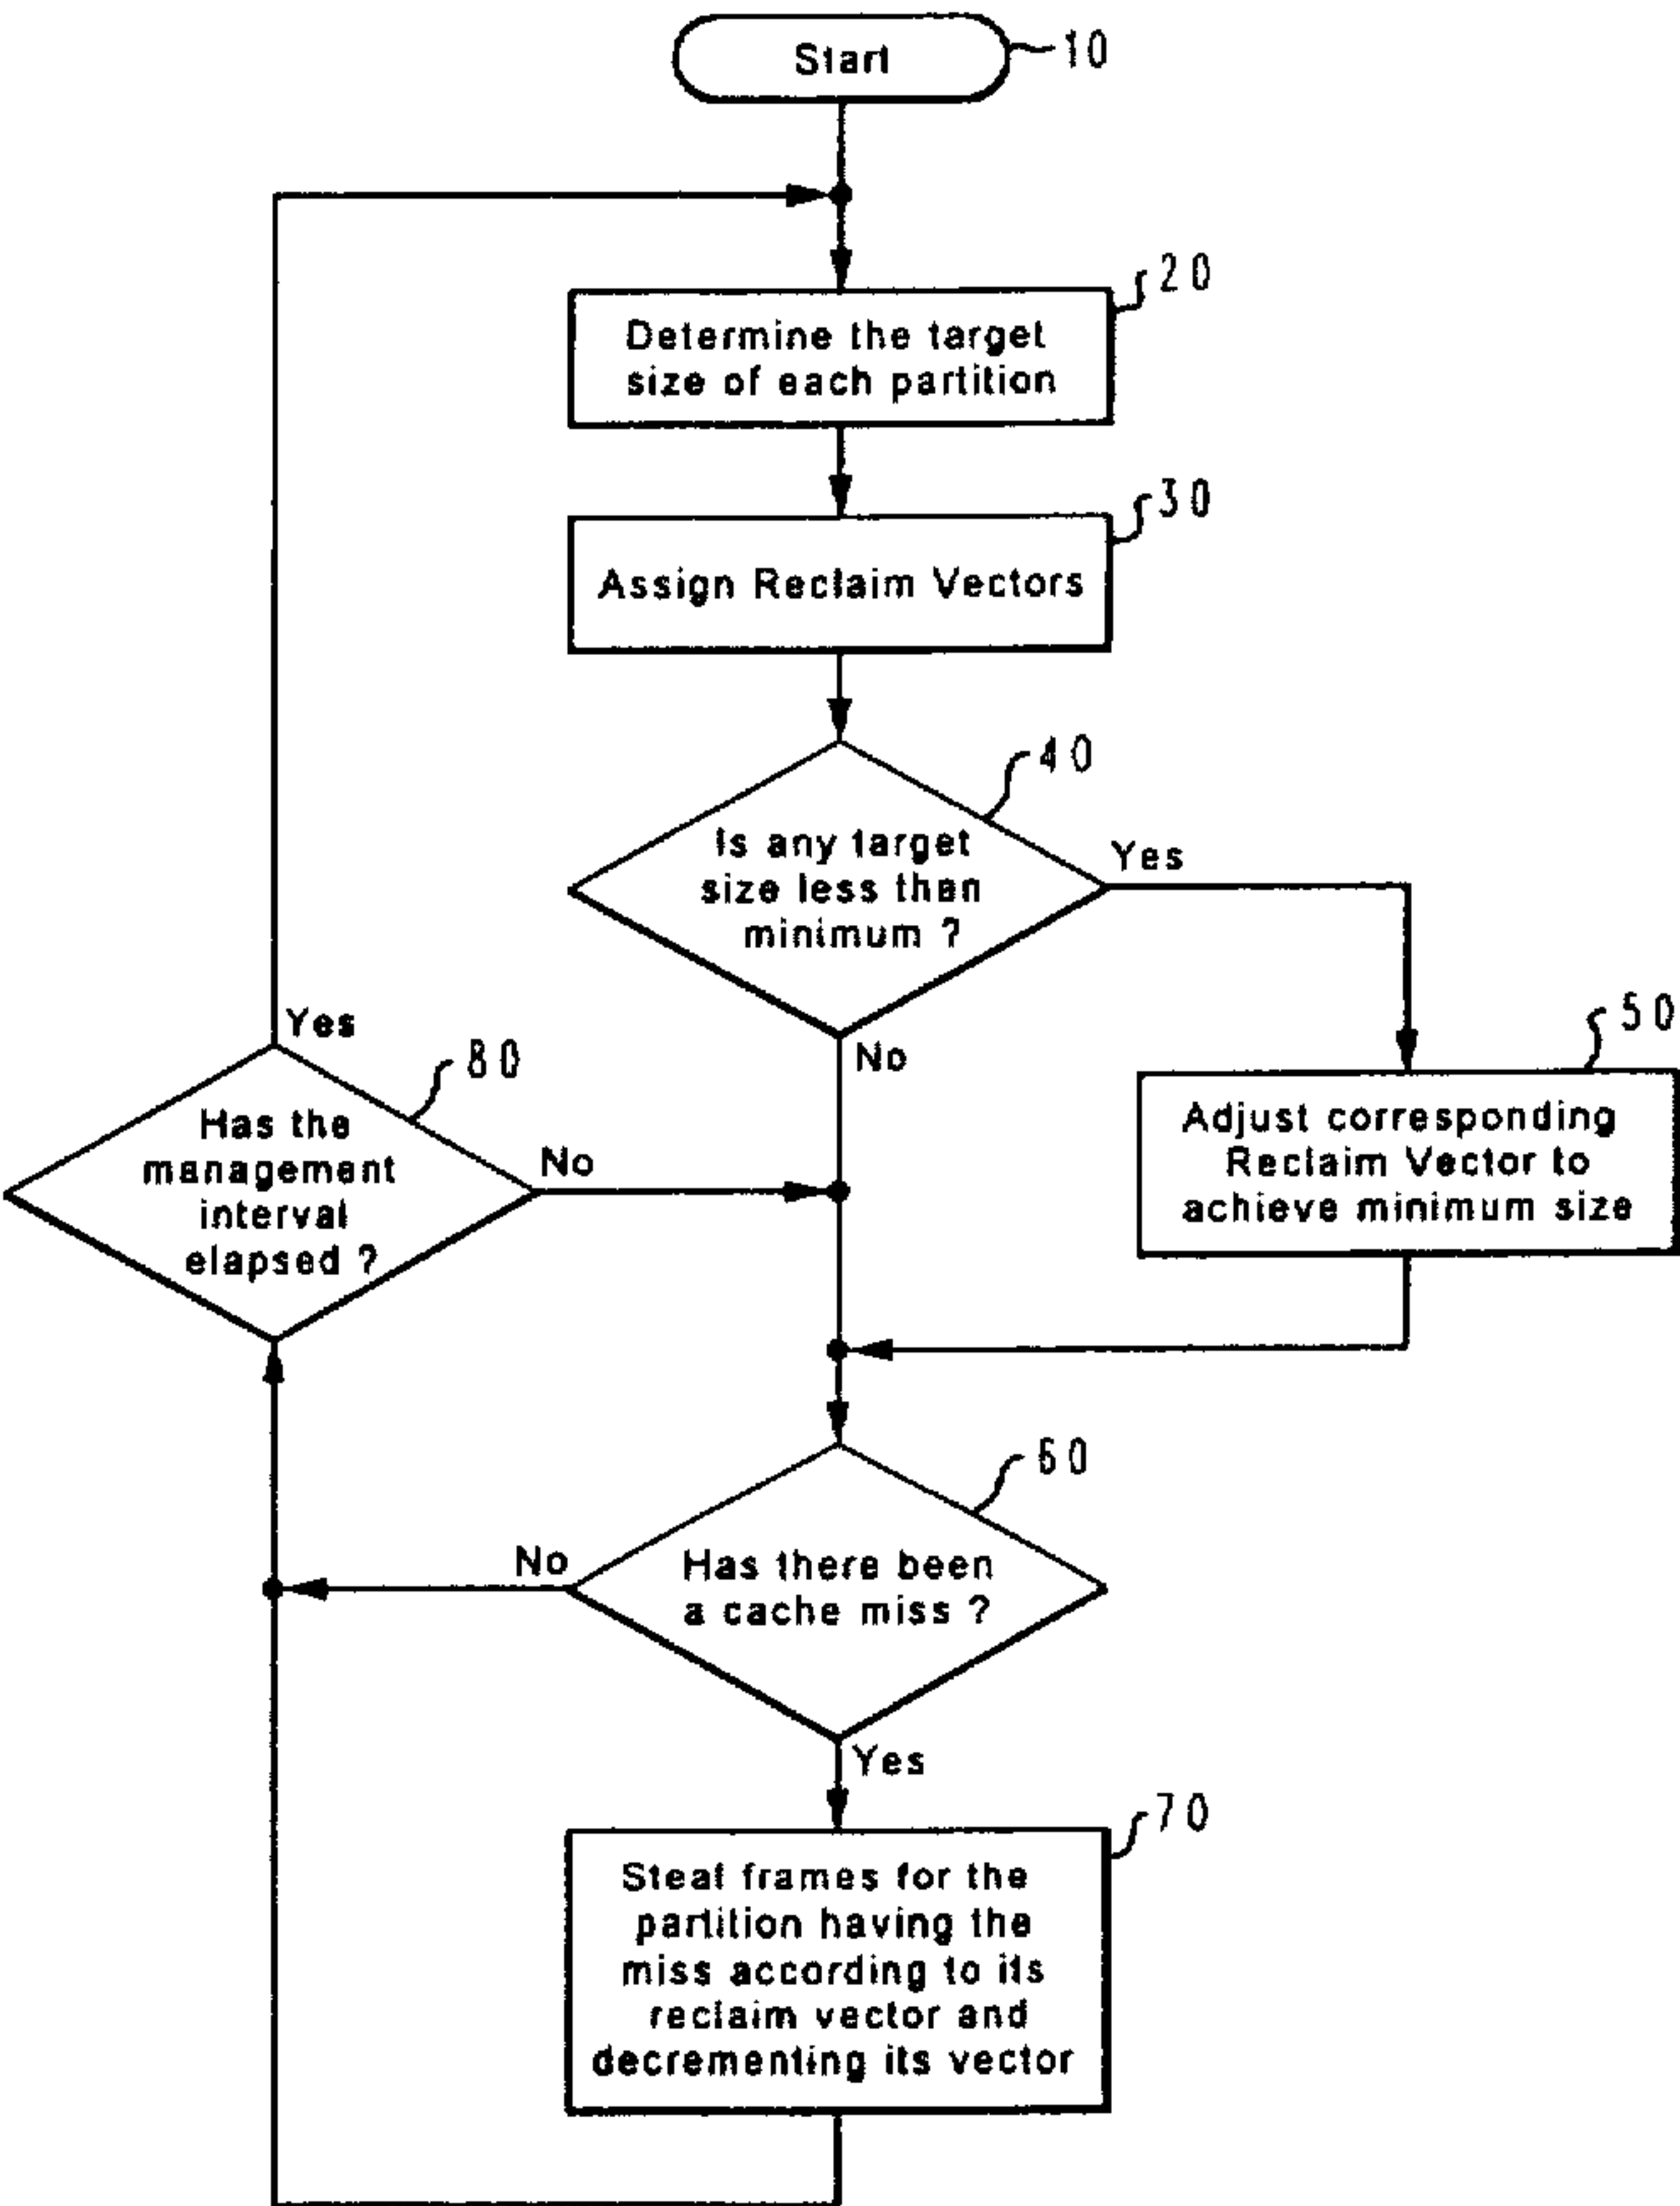 Start
10
20
Determine the target
size of each partition
30
Assign Reclaim Vectors
40
Is any target
size less then
minimum ?
Yes
No
50
Adjust corresponding
Reclaim Vector to
achieve minimum size
Yes
80
Has the
management
interval
elapsed ?
No
60
Has there been
a cache miss ?
No
Yes
70
Steal frames for the
partition having the
miss according to its
reclaim vector and
decrementing its vector